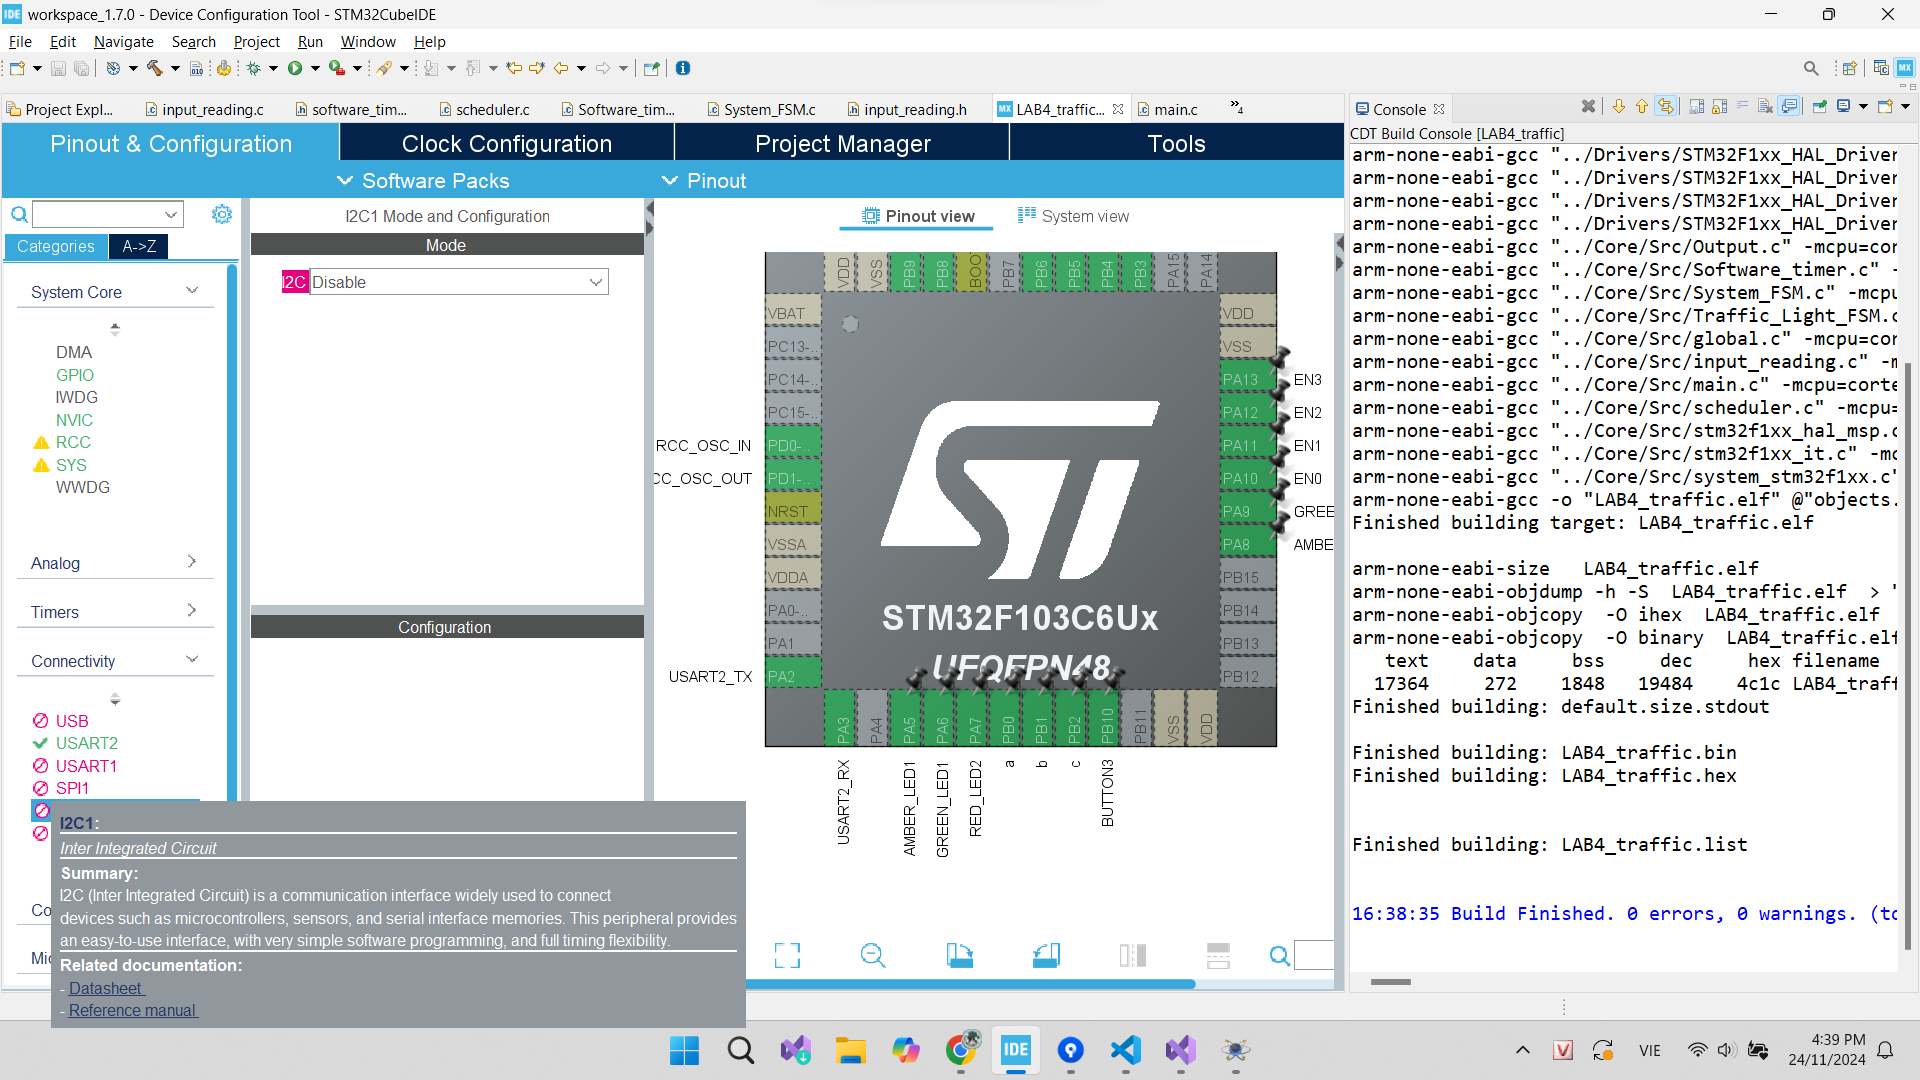 workspace_1.7.0 - Device Configuration Tool - STM32CubeIDE
File Edit Navigate Search Project Run Window Help
Project Expl... input_reading.c software_tim... scheduler.c Software_tim... System_FSM.c input_reading.h LAB4_traffic... main.c 4
Console
CDT Build Console [LAB4_traffic]
Pinout & Configuration Clock Configuration Project Manager Tools
Software Packs Pinout
Categories A->Z
System Core
DMA
GPIO
IWDG
NVIC
RCC
SYS
WWDG
Analog
Timers
Connectivity
USB
USART2
USART1
SPI1
Co
Mic
I2C1 Mode and Configuration
Mode
I2C Disable
Configuration
I2C1:
Inter Integrated Circuit
Summary:
I2C (Inter Integrated Circuit) is a communication interface widely used to connect
devices such as microcontrollers, sensors, and serial interface memories. This peripheral provides
an easy-to-use interface, with very simple software programming, and full timing flexibility.
Related documentation:
- Datasheet
- Reference manual
Pinout view System view
VDD VSS PB9 PB8 BOO PB7 PB6 PB5 PB4 PB3 PA15 PA14
VBAT
PC13-..
PC14-..
PC15-..
RCC_OSC_IN PD0-..
CC_OSC_OUT PD1-..
NRST
VSSA
VDDA
PA0-..
PA1
USART2_TX PA2
STM32F103C6Ux
UFQFPN48
VDD
VSS
PA13 EN3
PA12 EN2
PA11 EN1
PA10 EN0
PA9 GREE
PA8 AMBE
PB15
PB14
PB13
PB12
PA3 PA4 PA5 PA6 PA7 PB0 PB1 PB2 PB10 PB11 VSS VDD
USART2_RX AMBER_LED1 GREEN_LED1 RED_LED2 a b c BUTTON3
arm-none-eabi-gcc "../Drivers/STM32F1xx_HAL_Driver
arm-none-eabi-gcc "../Drivers/STM32F1xx_HAL_Driver
arm-none-eabi-gcc "../Drivers/STM32F1xx_HAL_Driver
arm-none-eabi-gcc "../Drivers/STM32F1xx_HAL_Driver
arm-none-eabi-gcc "../Core/Src/Output.c" -mcpu=cor
arm-none-eabi-gcc "../Core/Src/Software_timer.c" -
arm-none-eabi-gcc "../Core/Src/System_FSM.c" -mcpu
arm-none-eabi-gcc "../Core/Src/Traffic_Light_FSM.c
arm-none-eabi-gcc "../Core/Src/global.c" -mcpu=cor
arm-none-eabi-gcc "../Core/Src/input_reading.c" -m
arm-none-eabi-gcc "../Core/Src/main.c" -mcpu=corte
arm-none-eabi-gcc "../Core/Src/scheduler.c" -mcpu=
arm-none-eabi-gcc "../Core/Src/stm32f1xx_hal_msp.c
arm-none-eabi-gcc "../Core/Src/stm32f1xx_it.c" -mc
arm-none-eabi-gcc "../Core/Src/system_stm32f1xx.c"
arm-none-eabi-gcc -o "LAB4_traffic.elf" @"objects.
Finished building target: LAB4_traffic.elf
arm-none-eabi-size LAB4_traffic.elf
arm-none-eabi-objdump -h -S LAB4_traffic.elf > "
arm-none-eabi-objcopy -O ihex LAB4_traffic.elf
arm-none-eabi-objcopy -O binary LAB4_traffic.elf
text data bss dec hex filename
17364 272 1848 19484 4c1c LAB4_traff
Finished building: default.size.stdout
Finished building: LAB4_traffic.bin
Finished building: LAB4_traffic.hex
Finished building: LAB4_traffic.list
16:38:35 Build Finished. 0 errors, 0 warnings. (to
IDE
VIE
4:39 PM
24/11/2024